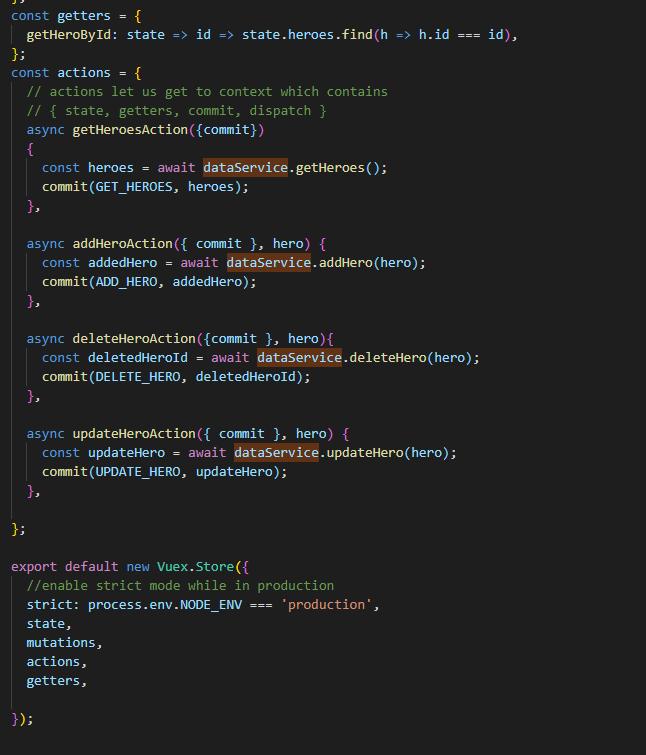 const getters = {
  getHeroById: state => id => state.heroes.find(h => h.id === id),
};
const actions = {
  // actions let us get to context which contains
  // { state, getters, commit, dispatch }
  async getHeroesAction({commit})
  {
    const heroes = await dataService.getHeroes();
    commit(GET_HEROES, heroes);
  },

  async addHeroAction({ commit }, hero) {
    const addedHero = await dataService.addHero(hero);
    commit(ADD_HERO, addedHero);
  },

  async deleteHeroAction({commit }, hero){
    const deletedHeroId = await dataService.deleteHero(hero);
    commit(DELETE_HERO, deletedHeroId);
  },

  async updateHeroAction({ commit }, hero) {
    const updateHero = await dataService.updateHero(hero);
    commit(UPDATE_HERO, updateHero);
  },

};

export default new Vuex.Store({
  //enable strict mode while in production
  strict: process.env.NODE_ENV === 'production',
  state,
  mutations,
  actions,
  getters,

});